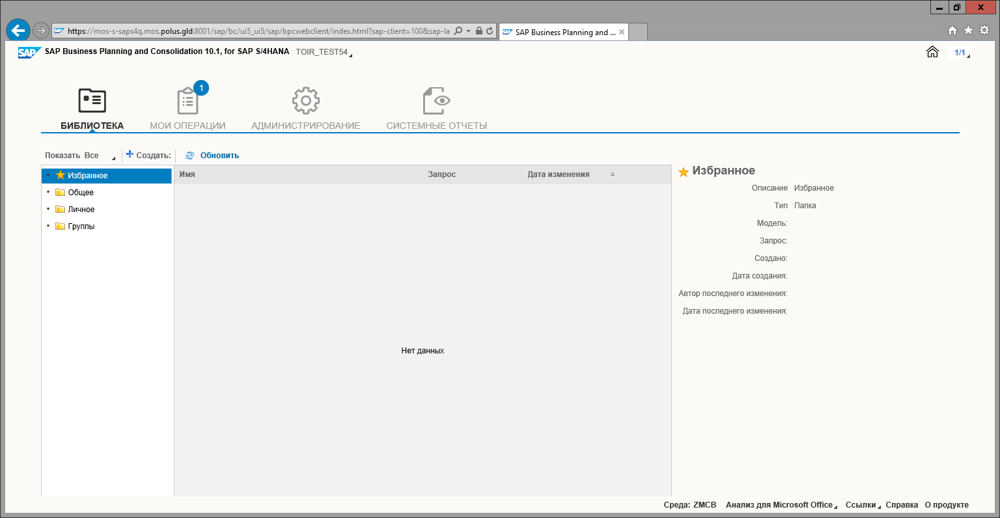 https://mos-s-saps4q.mos.polus.gld:8001/sap/bc/ui5_ui5/sap/bpcwebclient/index.html?sap-client=100&sap-la
SAP Business Planning and ...
SAP SAP Business Planning and Consolidation 10.1, for SAP S/4HANA TOIR_TEST54
1/1
1
БИБЛИОТЕКА МОИ ОПЕРАЦИИ АДМИНИСТРИРОВАНИЕ СИСТЕМНЫЕ ОТЧЕТЫ
Показать Все Создать: Обновить
Избранное
Общее
Личное
Группы
Имя Запрос Дата изменения
Нет данных
Избранное
Описание Избранное
Тип Папка
Модель:
Запрос:
Создано:
Дата создания:
Автор последнего изменения:
Дата последнего изменения:
Среда: ZMCB Анализ для Microsoft Office Ссылки Справка О продукте